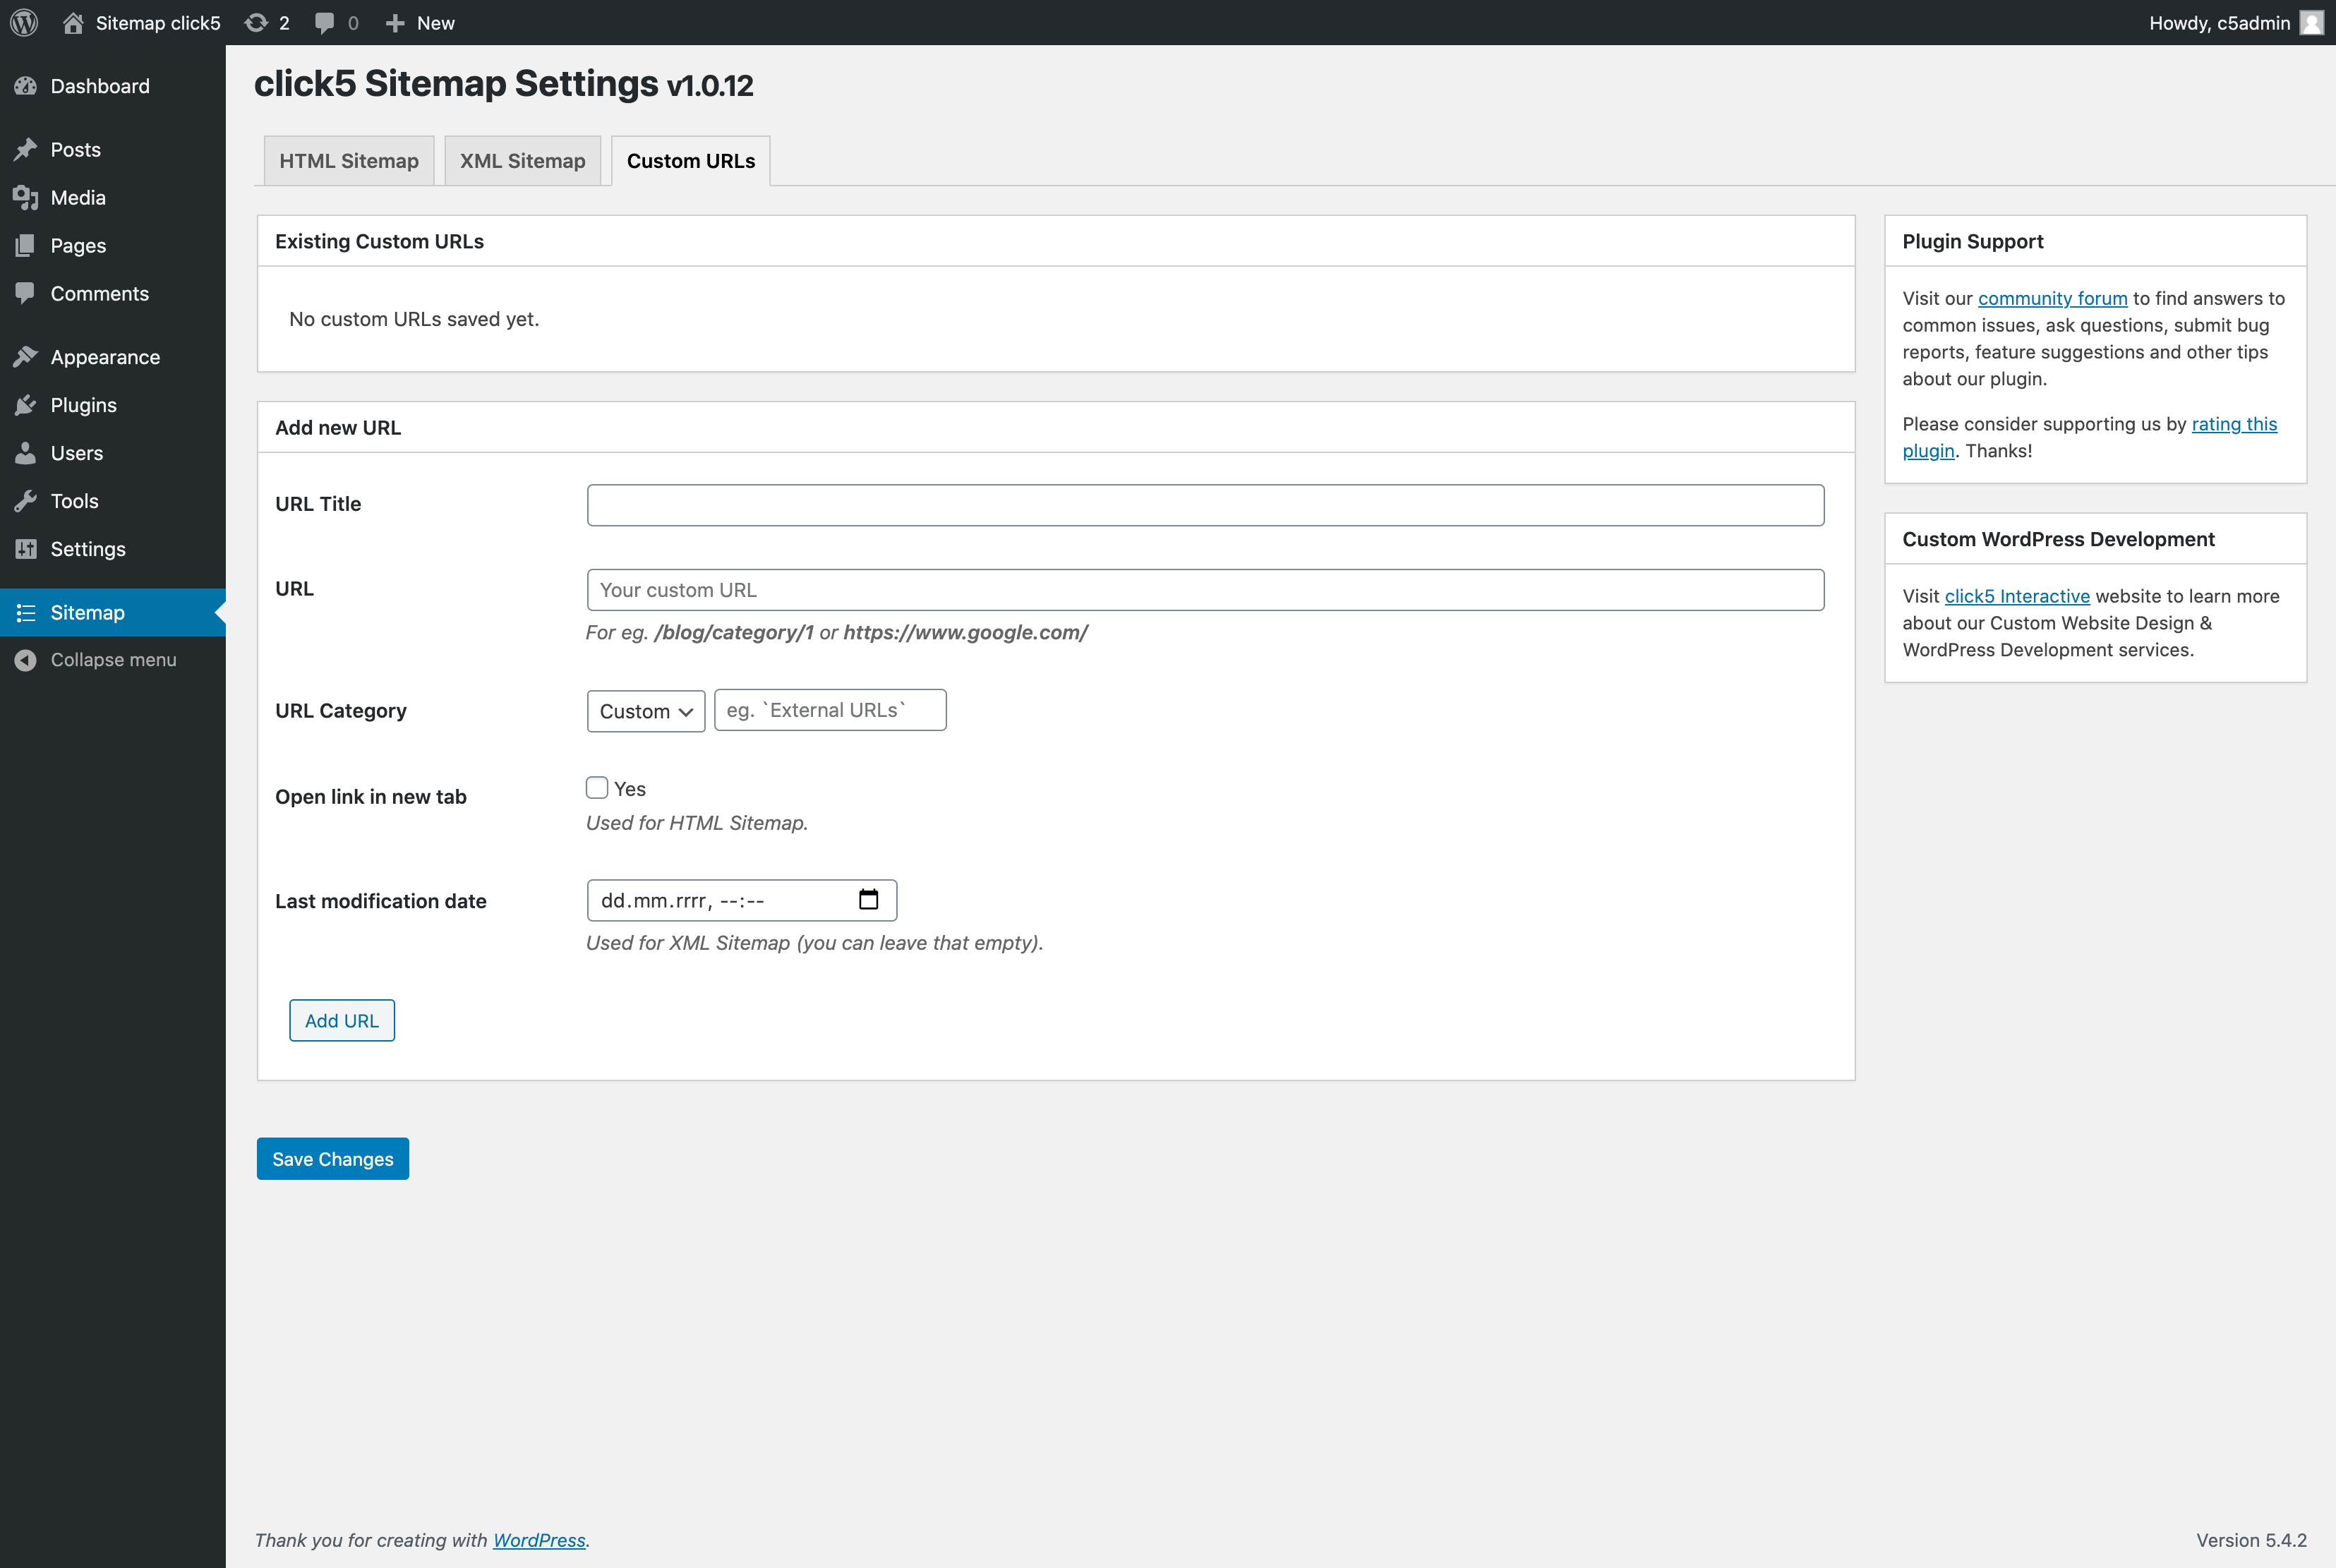 Sitemap click5 2 0 New Howdy, c5admin
Dashboard
Posts
Media
Pages
Comments
Appearance
Plugins
Users
Tools
Settings
Sitemap
Collapse menu
click5 Sitemap Settings v1.0.12
HTML Sitemap XML Sitemap Custom URLs
Existing Custom URLs
No custom URLs saved yet.
Add new URL
URL Title
URL Your custom URL
For eg. /blog/category/1 or https://www.google.com/
URL Category Custom eg. `External URLs`
Open link in new tab Yes
Used for HTML Sitemap.
Last modification date dd.mm.rrrr, --:--
Used for XML Sitemap (you can leave that empty).
Add URL
Save Changes
Plugin Support
Visit our community forum to find answers to
common issues, ask questions, submit bug
reports, feature suggestions and other tips
about our plugin.
Please consider supporting us by rating this
plugin. Thanks!
Custom WordPress Development
Visit click5 Interactive website to learn more
about our Custom Website Design &
WordPress Development services.
Thank you for creating with WordPress. Version 5.4.2